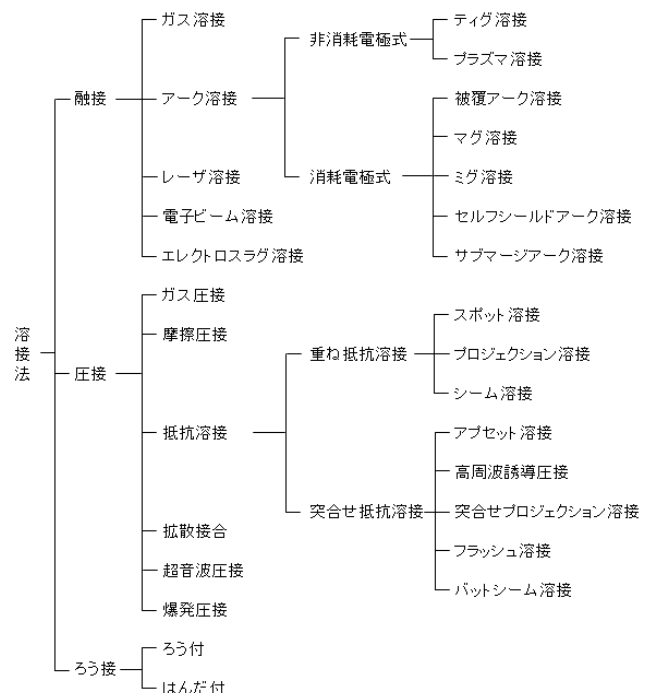 ガス溶接
ティグ溶接
非消耗電極式
プラズマ溶接
融接
アーク溶接
被覆アーク溶接
マグ溶接
レーザ溶接
消耗電極式
ミグ溶接
電子ビーム溶接
セルフシールドアーク溶接
エレクトロスラグ溶接
サブマージアーク溶接
ガス圧接
スポット溶接
摩擦圧接
溶接法
圧接
重ね抵抗溶接
プロジェクション溶接
シーム溶接
抵抗溶接
アプセット溶接
高周波誘導圧接
突合せ抵抗溶接
突合せプロジェクション溶接
拡散接合
フラッシュ溶接
超音波圧接
バットシーム溶接
爆発圧接
ろう付
ろう接
はんだ付